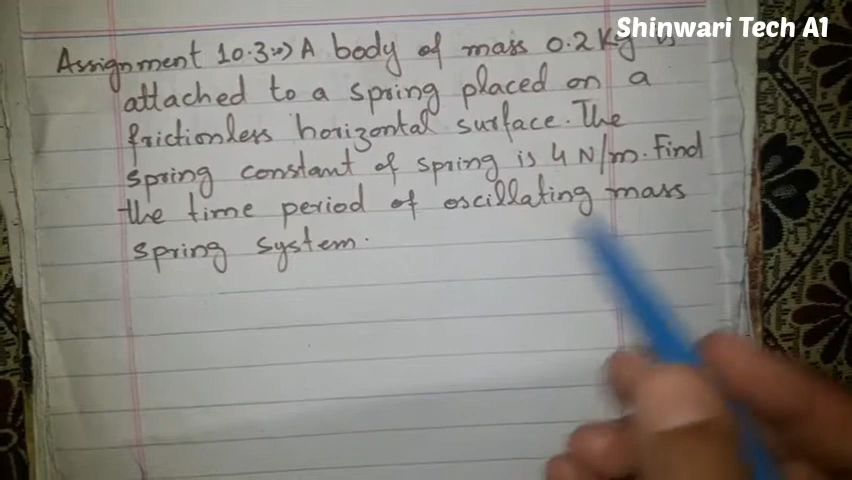 Shinwari Tech A1
Assignment 10.3:→) A body of mass 0.2 Kg is
attached to a spring placed on a
frictionless horizontal surface. The
spring constant of spring is 4 N/m. Find
the time period of oscillating mass
spring system.